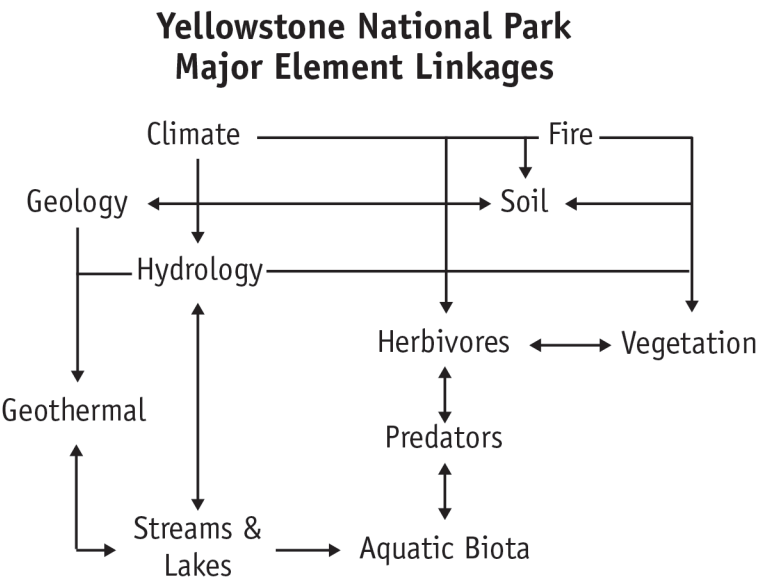 Yellowstone National Park
Major Element Linkages
Climate
Fire
Geology
Soil
Hydrology
Herbivores
Vegetation
Geothermal
Predators
Streams &
Lakes
Aquatic Biota